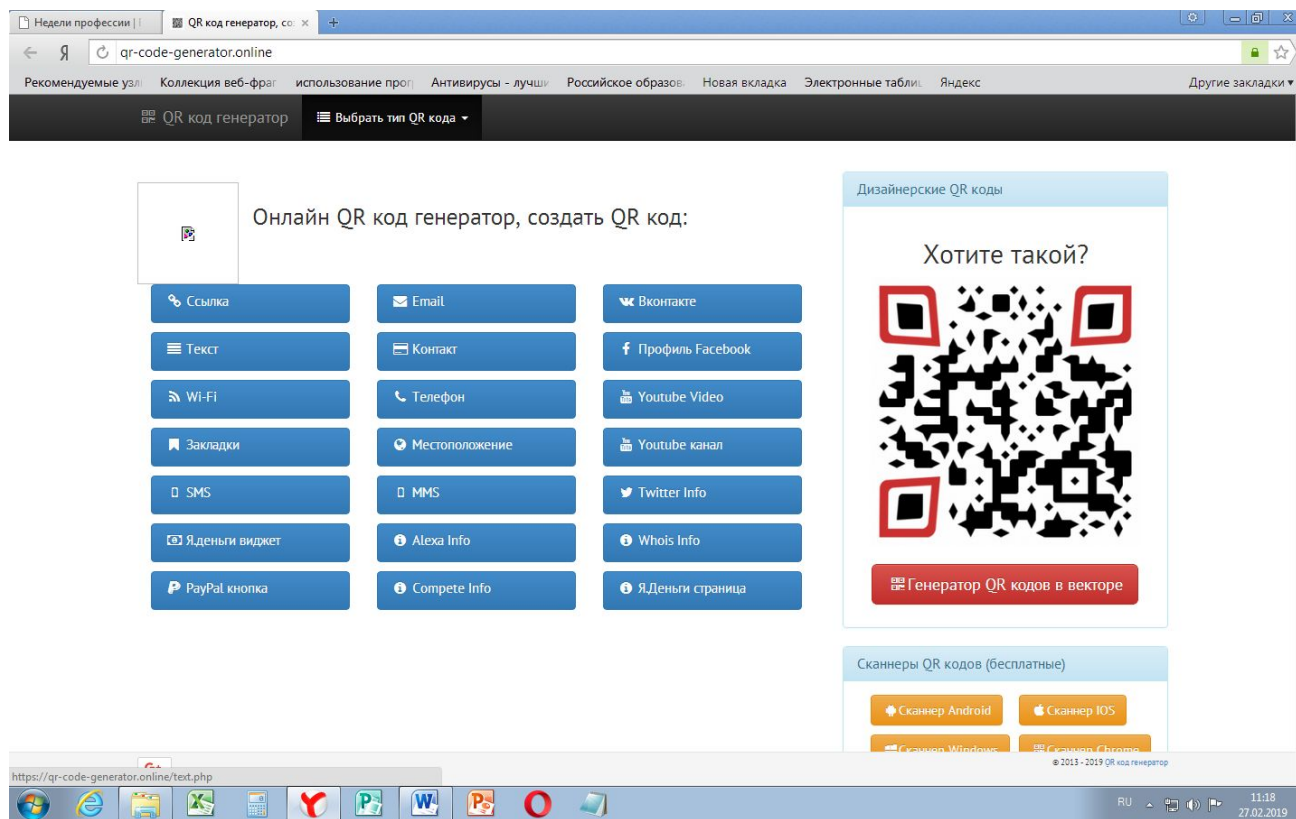 Недели профессии |
QR код генератор, со
qr-code-generator.online
Рекомендуемые узл
Коллекция веб-фраг
использование прог
Антивирусы - лучши
Российское образов
Новая вкладка
Электронные таблиц
Яндекс
Другие закладки
QR код генератор
Выбрать тип QR кода
Онлайн QR код генератор, создать QR код:
Ссылка
Email
Вконтакте
Текст
Контакт
Профиль Facebook
Wi-Fi
Телефон
Youtube Video
Закладки
Местоположение
Youtube канал
SMS
MMS
Twitter Info
Я.деньги виджет
Alexa Info
Whois Info
PayPal кнопка
Compete Info
Я.Деньги страница
Дизайнерские QR коды
Хотите такой?
Генератор QR кодов в векторе
Сканнеры QR кодов (бесплатные)
Сканнер Android
Сканнер IOS
Сканнер Windows
Сканнер Chrome
© 2013 - 2019 QR код генератор
https://qr-code-generator.online/text.php
RU
11:18
27.02.2019